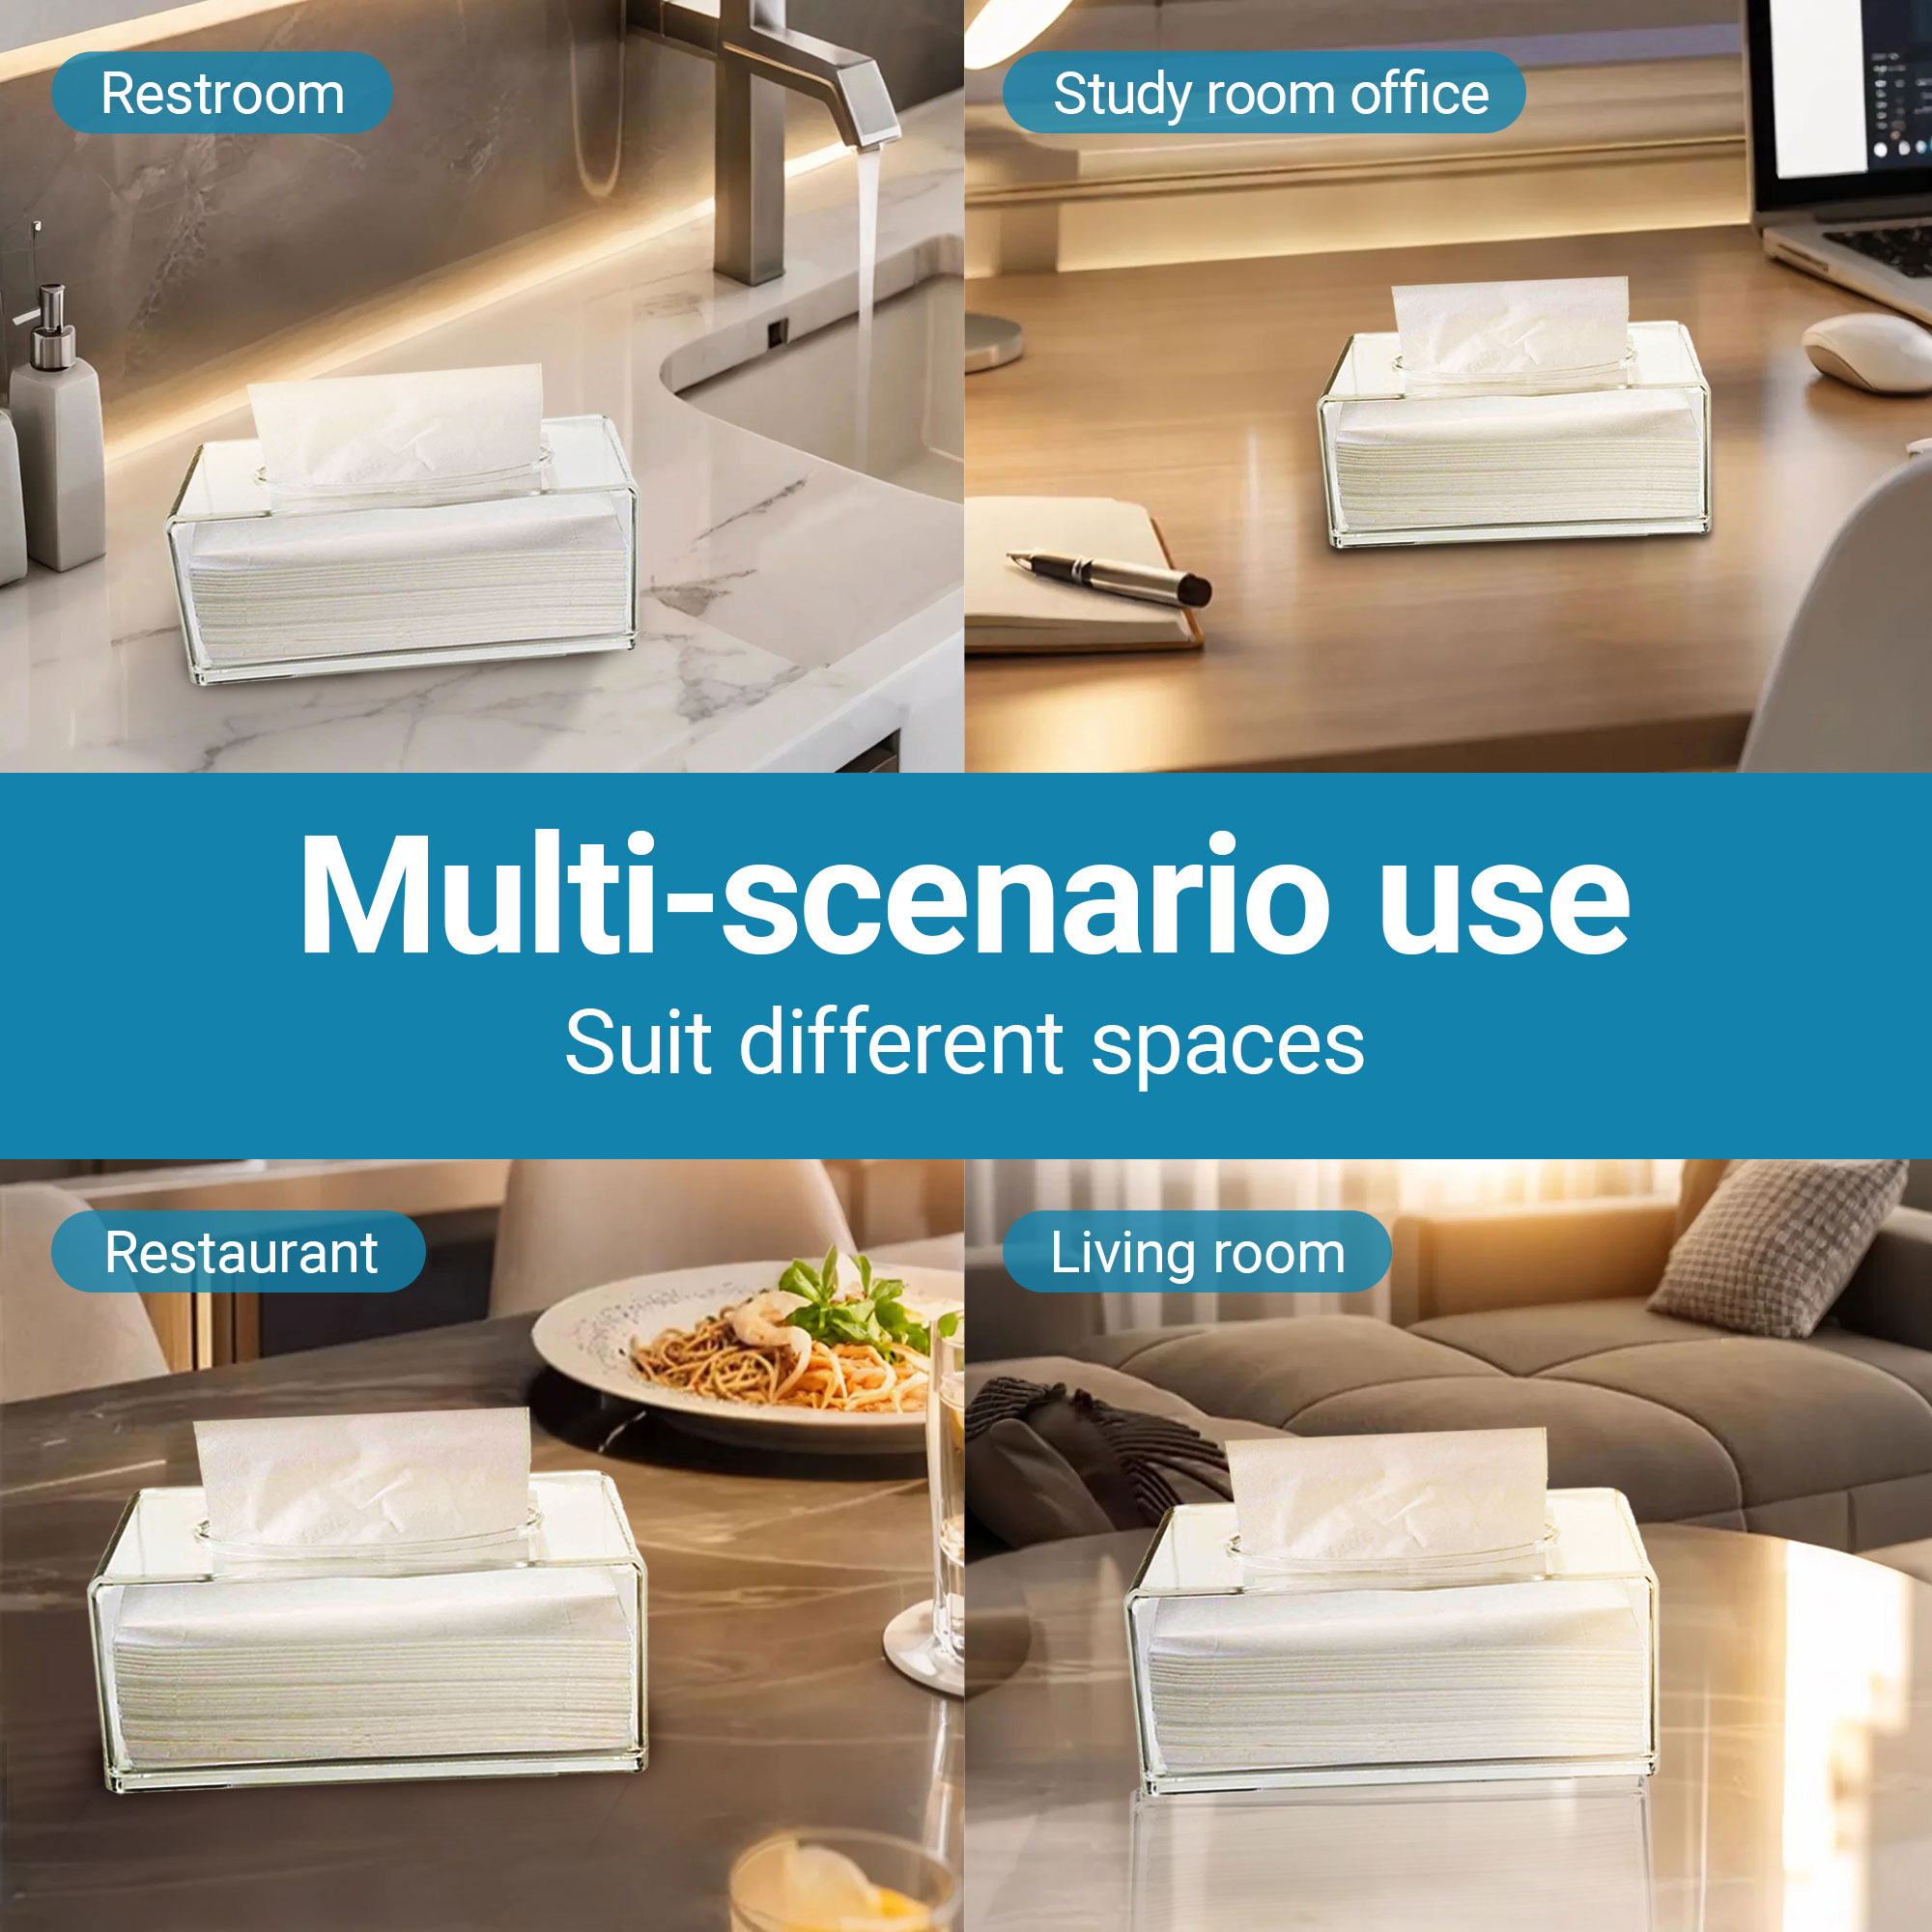 Restroom
Study room office
Multi-scenario use
Suit different spaces
Restaurant
Living room